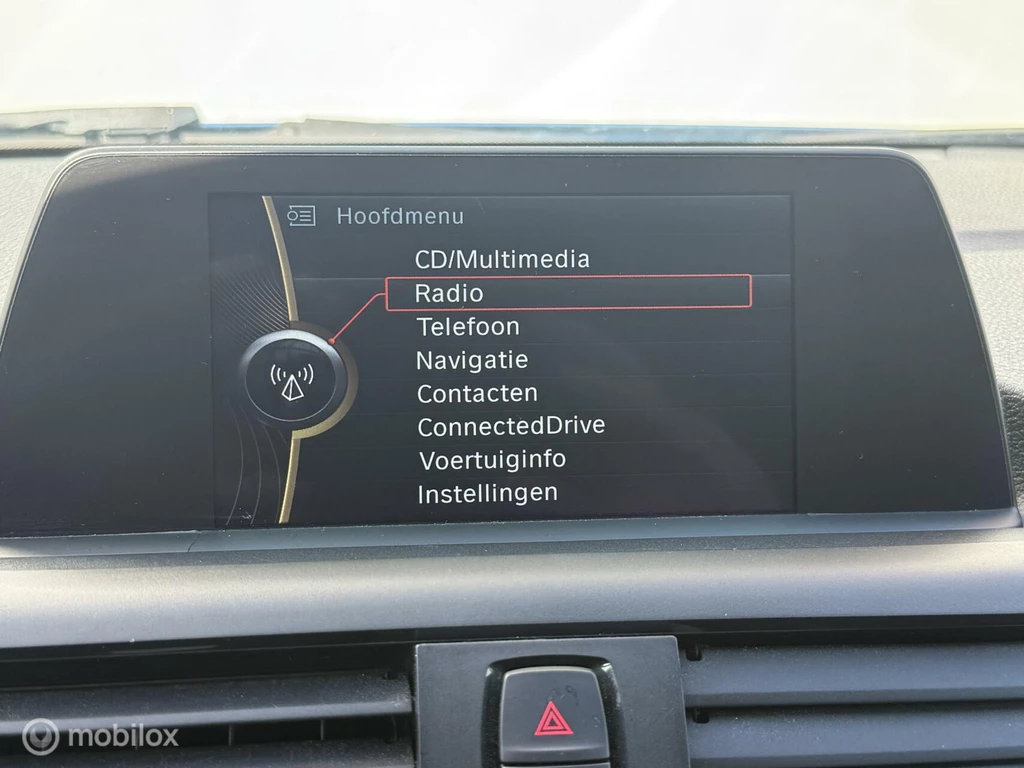 Hoofdmenu
CD/Multimedia
Radio
Telefoon
Navigatie
Contacten
ConnectedDrive
Voertuiginfo
Instellingen
mobilox